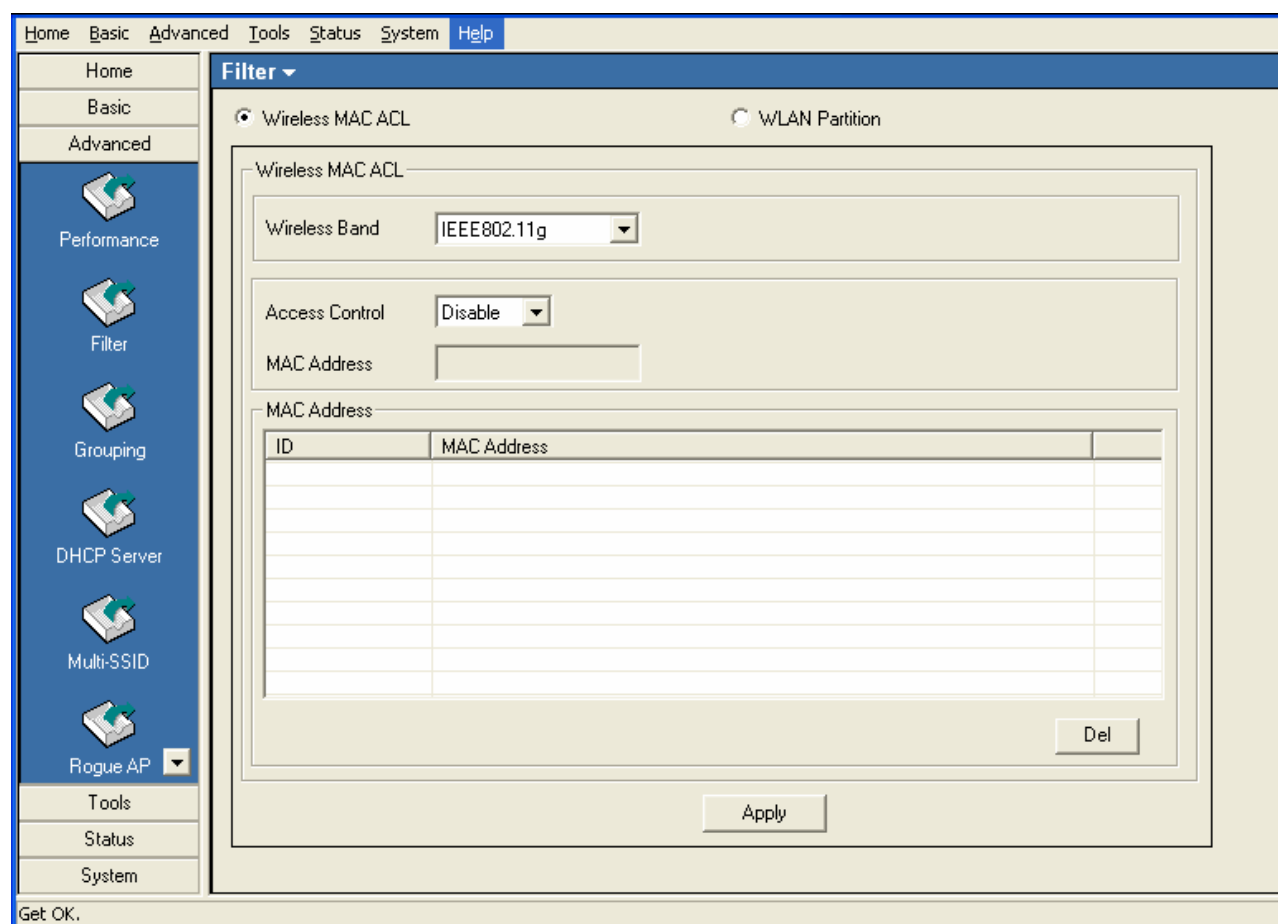 Home Basic Advanced Tools Status System Help
Home
Basic
Advanced
Performance
Filter
Grouping
DHCP Server
Multi-SSID
Rogue AP
Tools
Status
System
Filter
Wireless MAC ACL WLAN Partition
Wireless MAC ACL
Wireless Band IEEE802.11g
Access Control Disable
MAC Address
MAC Address
ID MAC Address
Del
Apply
Get OK.